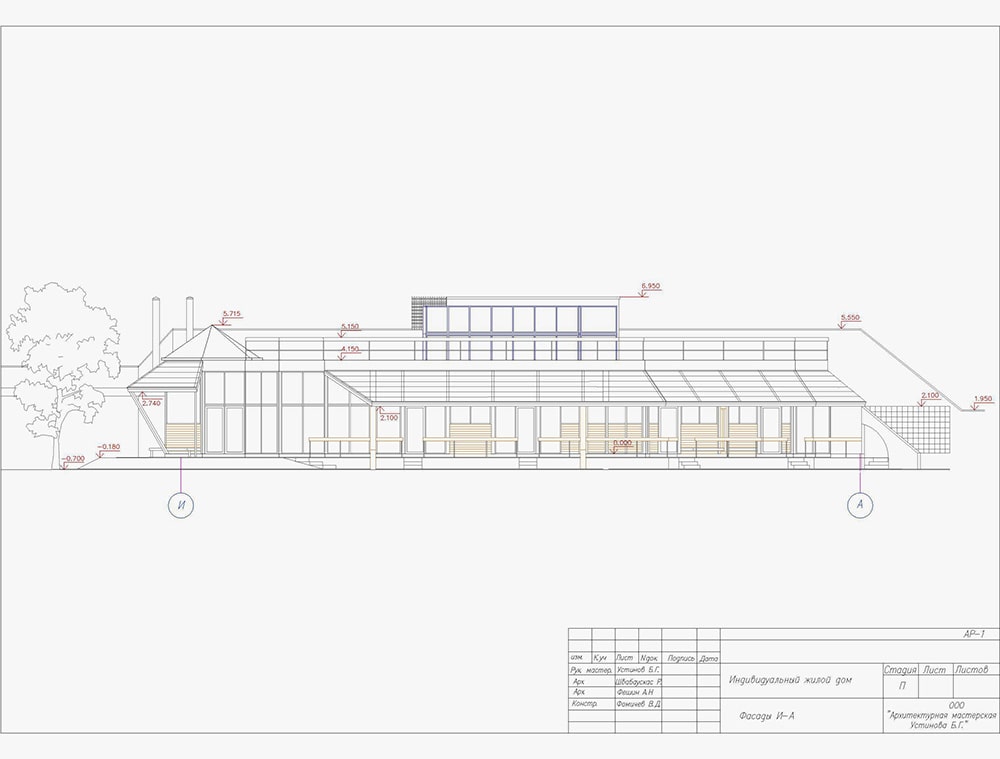 6.950
5.715
5.550
5.150
4.150
2.740
2.100
2.100
1.950
0.000
-0.180
-0.700
И
А
АР-1
изм. К.уч Лист Nдок. Подпись Дата
Рук. мастер. Устинов Б.Г.
Арх Швабаускас Р.
Арх Фешин А.Н
Констр. Фомичев В.Д.
Индивидуальный жилой дом
Стадия Лист Листов
П
Фасады И-А
ООО
"Архитектурная мастерская
Устинова Б.Г."